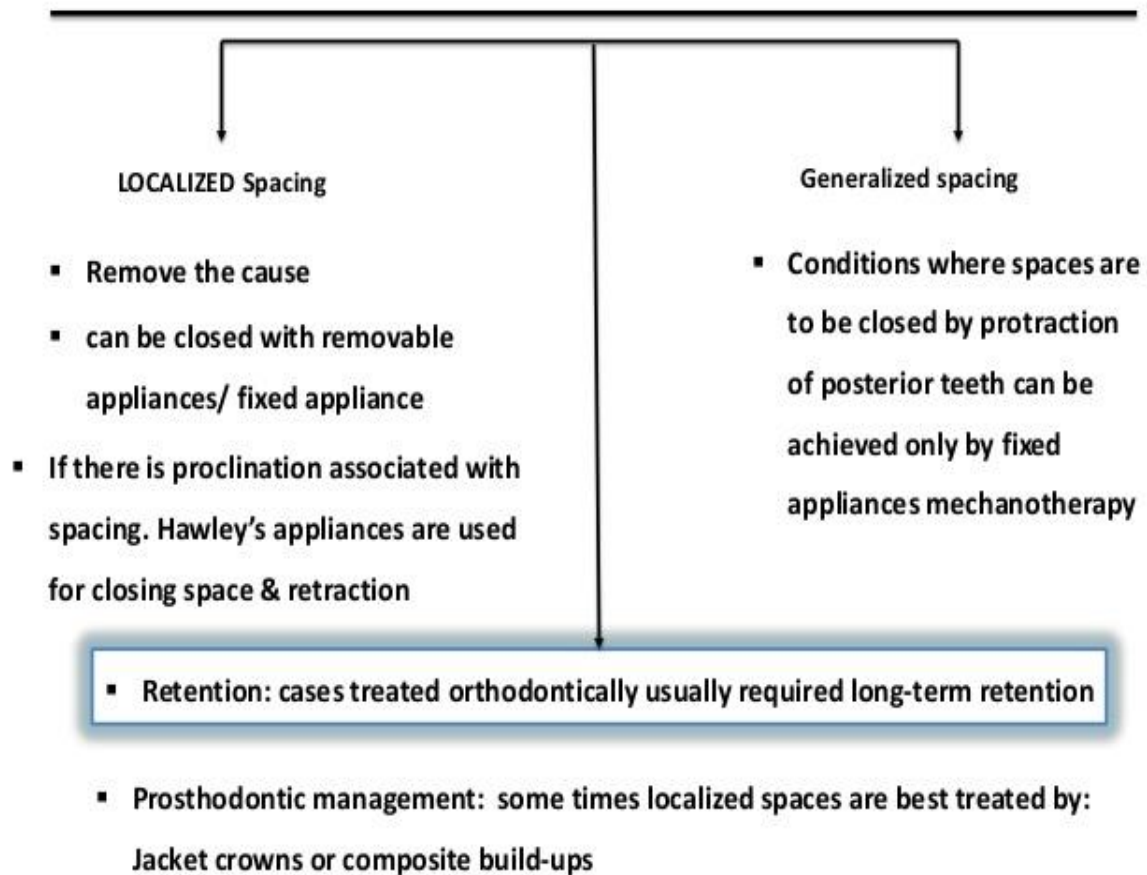 LOCALIZED Spacing
▪ Remove the cause
▪ can be closed with removable
appliances/ fixed appliance
▪ If there is proclination associated with
spacing. Hawley's appliances are used
for closing space & retraction
Generalized spacing
▪ Conditions where spaces are
to be closed by protraction
of posterior teeth can be
achieved only by fixed
appliances mechanotherapy
▪ Retention: cases treated orthodontically usually required long-term retention
▪ Prosthodontic management: some times localized spaces are best treated by:
Jacket crowns or composite build-ups